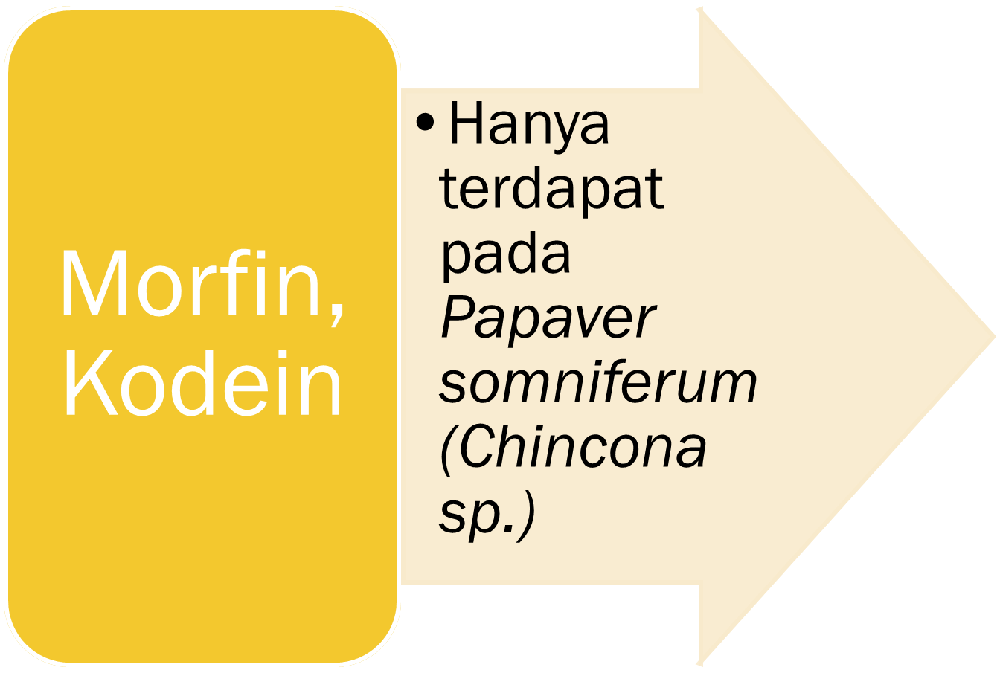 Morfin,
Kodein
• Hanya
terdapat
pada
Papaver
somniferum
(Chincona
sp.)